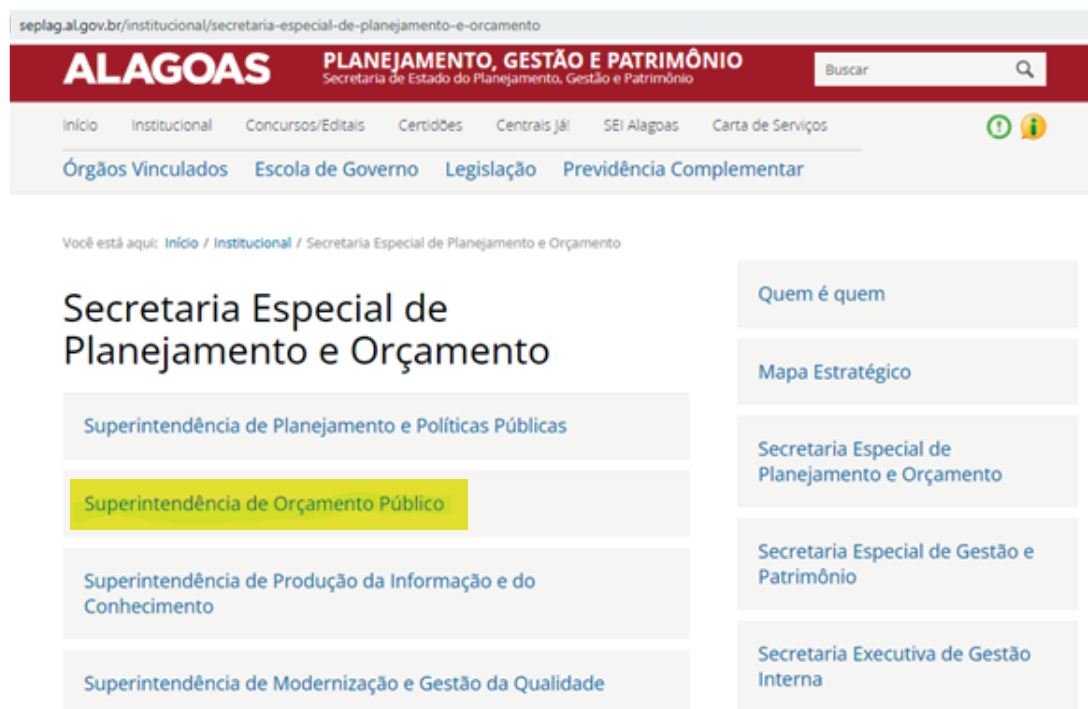 seplag.al.gov.br/institucional/secretaria-especial-de-planejamento-e-orcamento
ALAGOAS
PLANEJAMENTO, GESTÃO E PATRIMÔNIO
Secretaria de Estado do Planejamento, Gestão e Patrimônio
Buscar
Início Institucional Concursos/Editais Certidões Centrais Já! SEI Alagoas Carta de Serviços
Órgãos Vinculados Escola de Governo Legislação Previdência Complementar
Você está aqui: Início / Institucional / Secretaria Especial de Planejamento e Orçamento
Secretaria Especial de
Planejamento e Orçamento
Superintendência de Planejamento e Políticas Públicas
Superintendência de Orçamento Público
Superintendência de Produção da Informação e do
Conhecimento
Superintendência de Modernização e Gestão da Qualidade
Quem é quem
Mapa Estratégico
Secretaria Especial de
Planejamento e Orçamento
Secretaria Especial de Gestão e
Patrimônio
Secretaria Executiva de Gestão
Interna